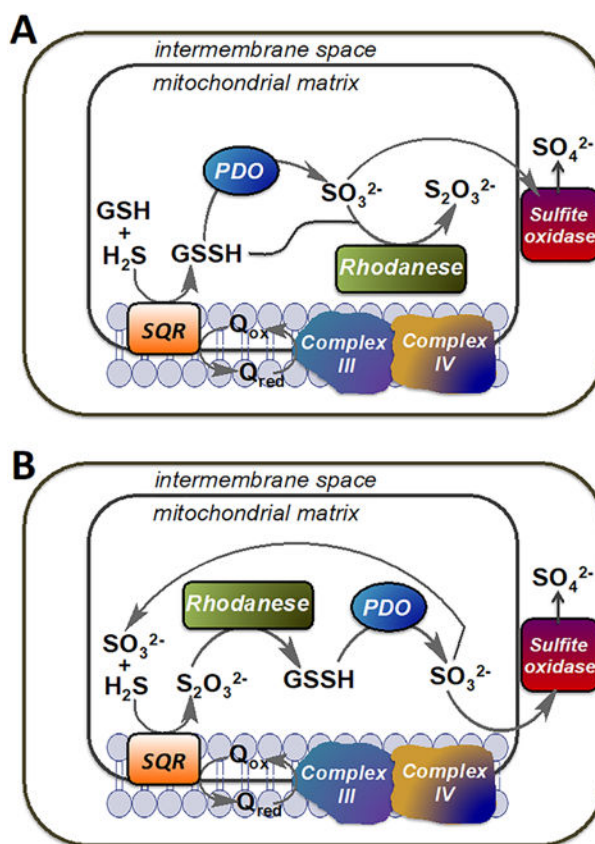 A
intermembrane space
mitochondrial matrix
PDO
SO₃²⁻
S₂O₃²⁻
SO₄²⁻
GSH
+
H₂S
GSSH
Rhodanese
Sulfite
oxidase
SQR
Qox
Qred
Complex
III
Complex
IV
B
intermembrane space
mitochondrial matrix
Rhodanese
PDO
SO₄²⁻
SO₃²⁻
+
H₂S
S₂O₃²⁻
GSSH
SO₃²⁻
Sulfite
oxidase
SQR
Qox
Qred
Complex
III
Complex
IV